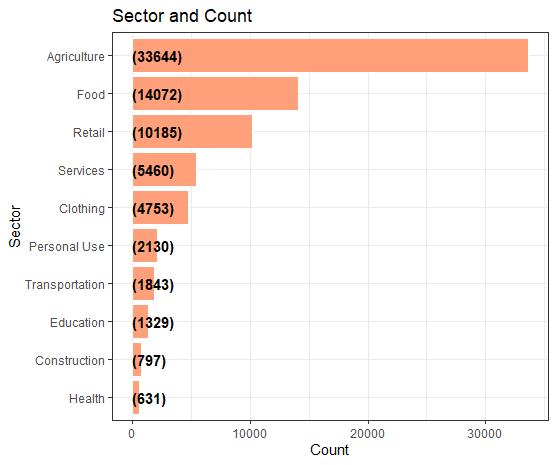 Sector and Count
Agriculture (33644)
Food (14072)
Retail (10185)
Services (5460)
Clothing (4753)
Personal Use (2130)
Transportation (1843)
Education (1329)
Construction (797)
Health (631)
Sector
0 10000 20000 30000
Count